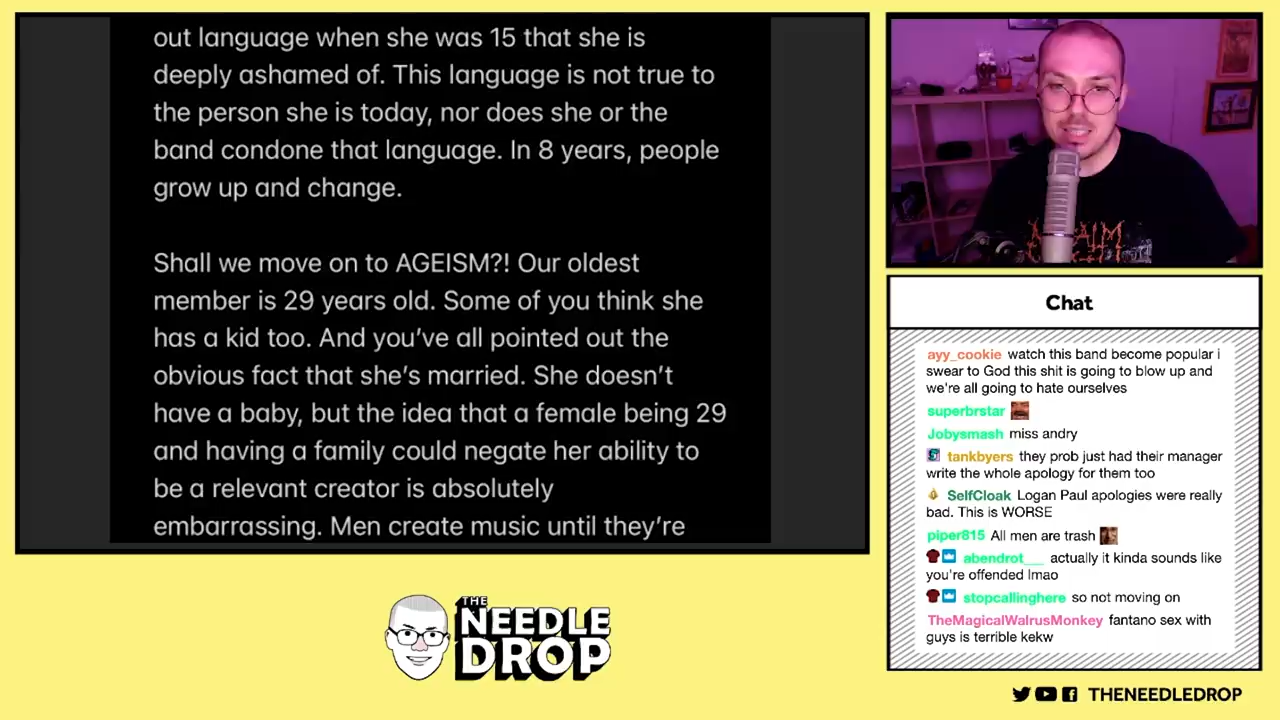 out language when she was 15 that she is
deeply ashamed of. This language is not true to
the person she is today, nor does she or the
band condone that language. In 8 years, people
grow up and change.
Shall we move on to AGEISM?! Our oldest
member is 29 years old. Some of you think she
has a kid too. And you’ve all pointed out the
obvious fact that she’s married. She doesn’t
have a baby, but the idea that a female being 29
and having a family could negate her ability to
be a relevant creator is absolutely
embarrassing. Men create music until they’re
THE
NEEDLE
DROP
Chat
ayy_cookie watch this band become popular i
swear to God this shit is going to blow up and
we're all going to hate ourselves
superbrstar
Jobysmash miss andry
tankbyers they prob just had their manager
write the whole apology for them too
SelfCloak Logan Paul apologies were really
bad. This is WORSE
piper815 All men are trash
abendrot___ actually it kinda sounds like
you're offended lmao
stopcallinghere so not moving on
TheMagicalWalrusMonkey fantano sex with
guys is terrible kekw
THENEEDLEDROP